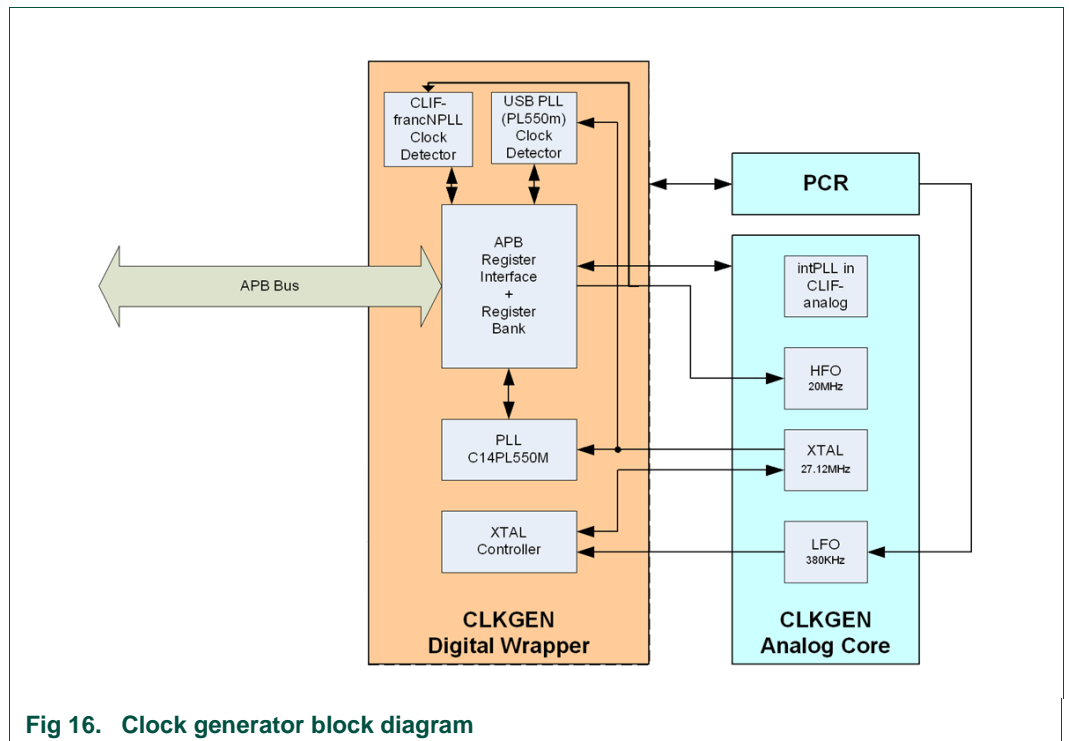 CLIF-
francNPLL
Clock
Detector
USB PLL
(PL550m)
Clock
Detector
PCR
APB
Register
Interface
+
Register
Bank
APB Bus
intPLL in
CLIF-
analog
HFO
20MHz
PLL
C14PL550M
XTAL
27.12MHz
XTAL
Controller
LFO
380KHz
CLKGEN
Digital Wrapper
CLKGEN
Analog Core
Fig 16. Clock generator block diagram